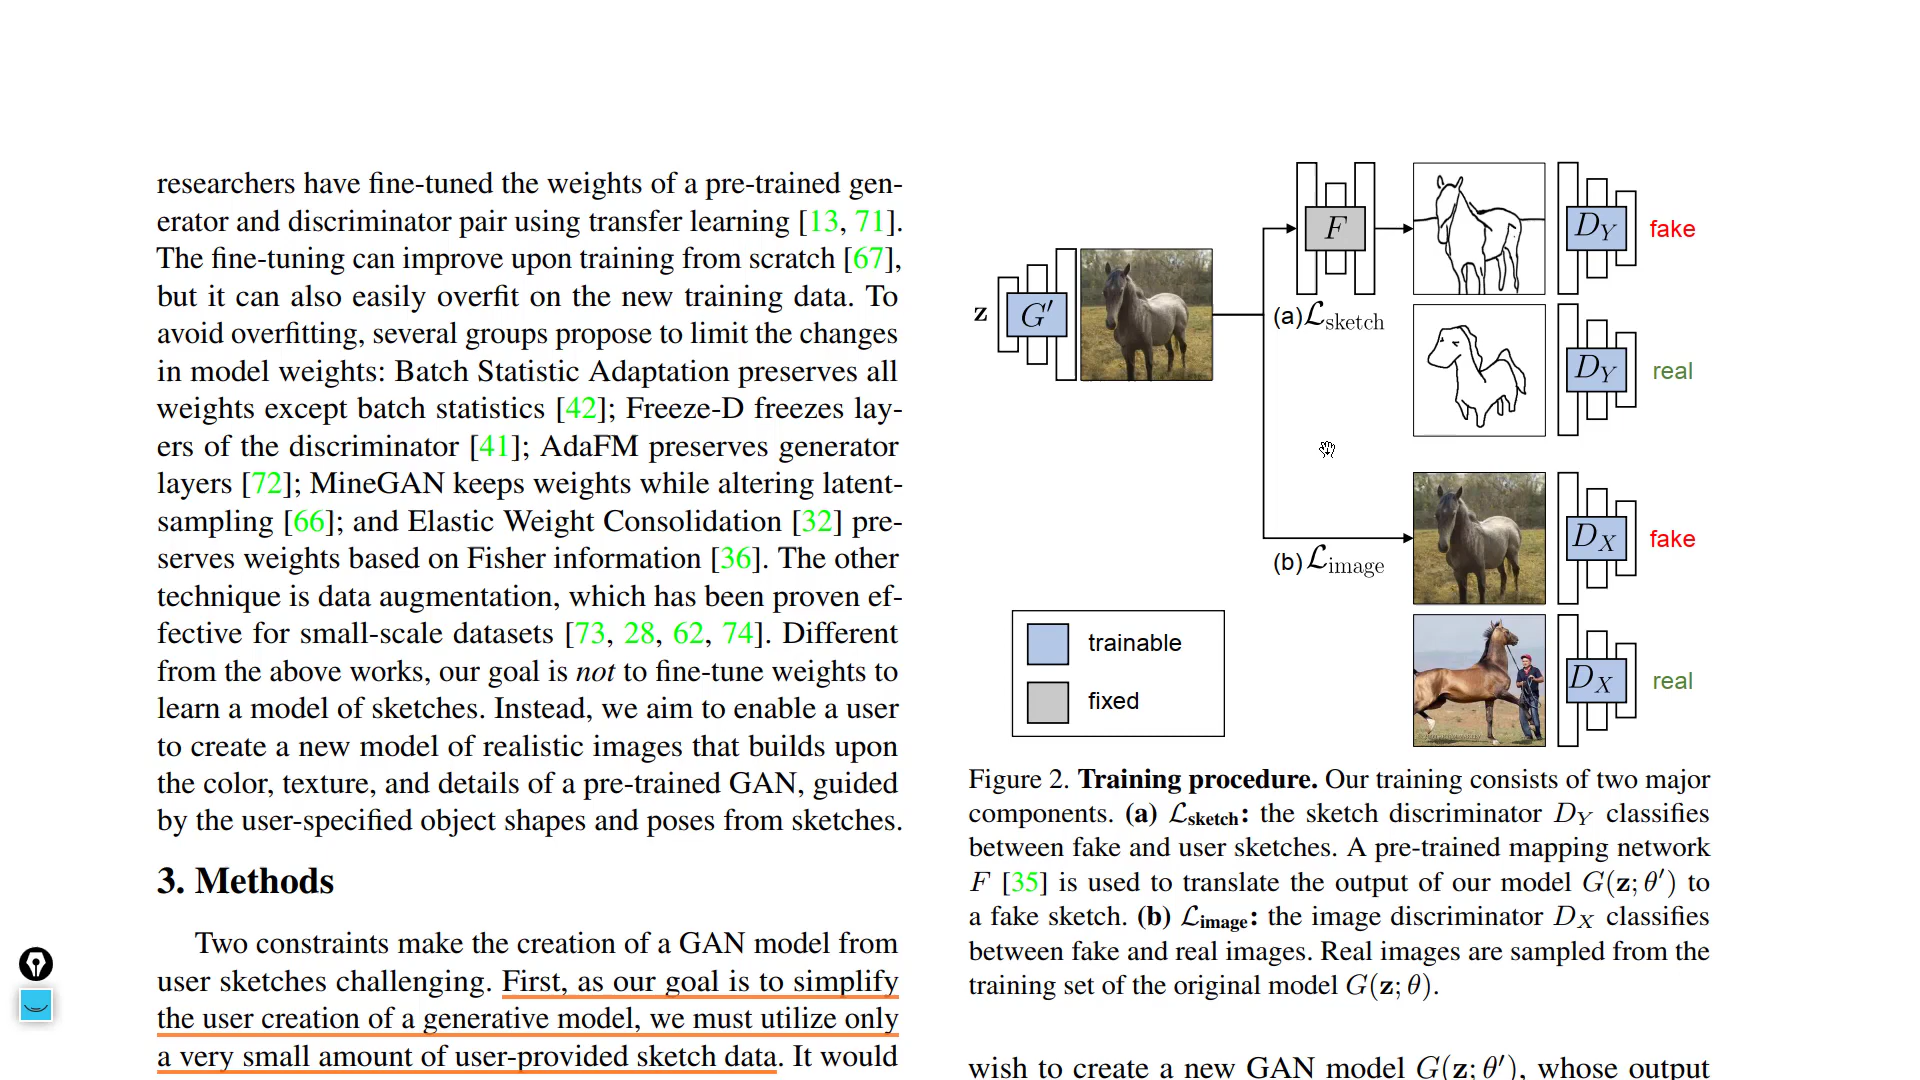 researchers have fine-tuned the weights of a pre-trained gen-
erator and discriminator pair using transfer learning [13, 71].
The fine-tuning can improve upon training from scratch [67],
but it can also easily overfit on the new training data. To
avoid overfitting, several groups propose to limit the changes
in model weights: Batch Statistic Adaptation preserves all
weights except batch statistics [42]; Freeze-D freezes lay-
ers of the discriminator [41]; AdaFM preserves generator
layers [72]; MineGAN keeps weights while altering latent-
sampling [66]; and Elastic Weight Consolidation [32] pre-
serves weights based on Fisher information [36]. The other
technique is data augmentation, which has been proven ef-
fective for small-scale datasets [73, 28, 62, 74]. Different
from the above works, our goal is not to fine-tune weights to
learn a model of sketches. Instead, we aim to enable a user
to create a new model of realistic images that builds upon
the color, texture, and details of a pre-trained GAN, guided
by the user-specified object shapes and poses from sketches.
3. Methods
Two constraints make the creation of a GAN model from
user sketches challenging. First, as our goal is to simplify
the user creation of a generative model, we must utilize only
a very small amount of user-provided sketch data. It would
z
G′
F
D_Y
fake
(a) ℒ_sketch
D_Y
real
(b) ℒ_image
D_X
fake
D_X
real
trainable
fixed
Figure 2. Training procedure. Our training consists of two major
components. (a) ℒ_sketch: the sketch discriminator D_Y classifies
between fake and user sketches. A pre-trained mapping network
F [35] is used to translate the output of our model G(z; θ′) to
a fake sketch. (b) ℒ_image: the image discriminator D_X classifies
between fake and real images. Real images are sampled from the
training set of the original model G(z; θ).
wish to create a new GAN model G(z; θ′), whose output